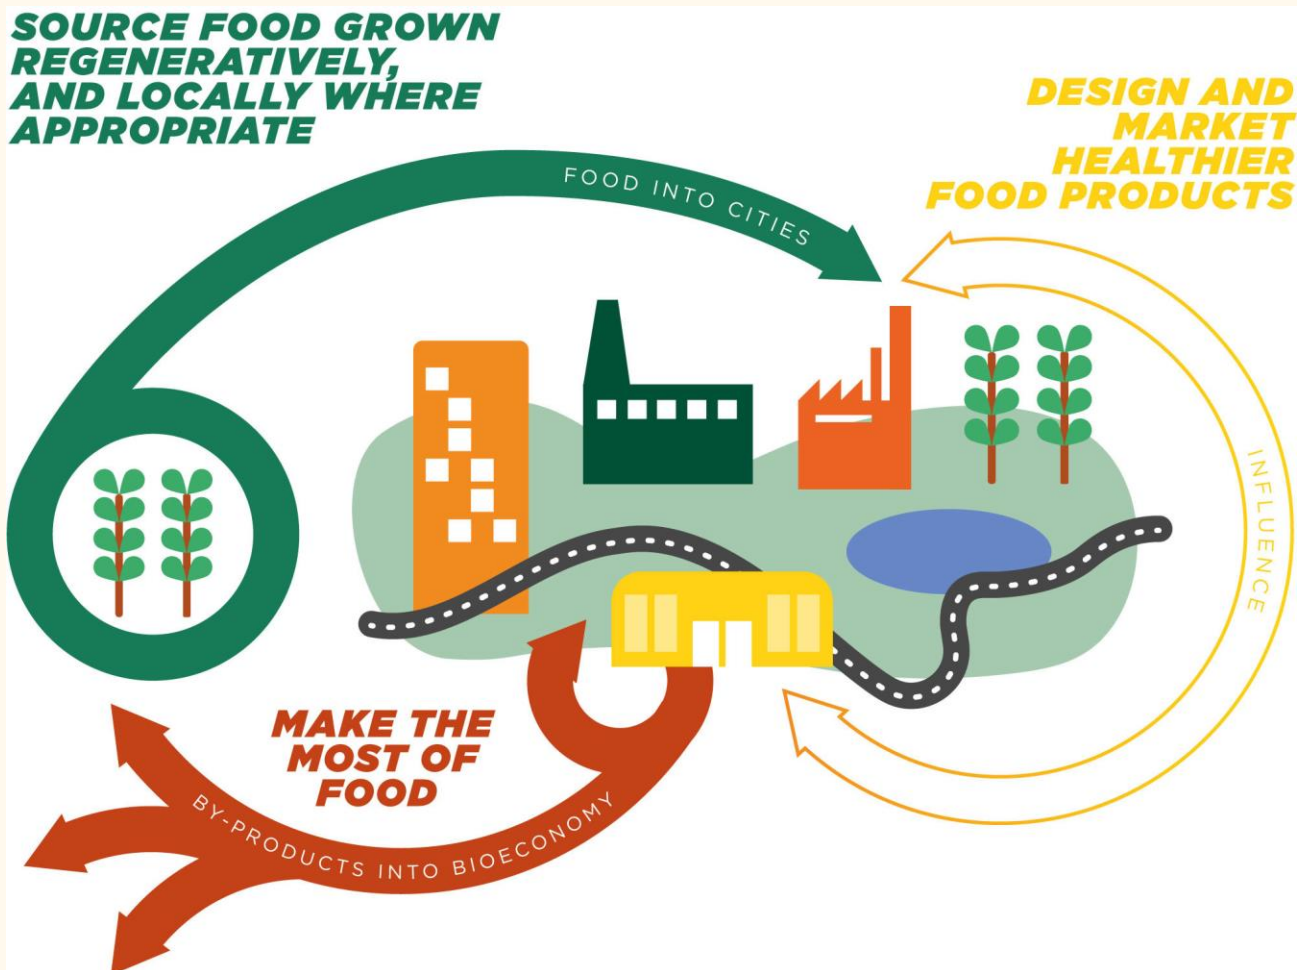 SOURCE FOOD GROWN
REGENERATIVELY,
AND LOCALLY WHERE
APPROPRIATE
DESIGN AND
MARKET
HEALTHIER
FOOD PRODUCTS
FOOD INTO CITIES
INFLUENCE
MAKE THE
MOST OF
FOOD
BY-PRODUCTS INTO BIOECONOMY